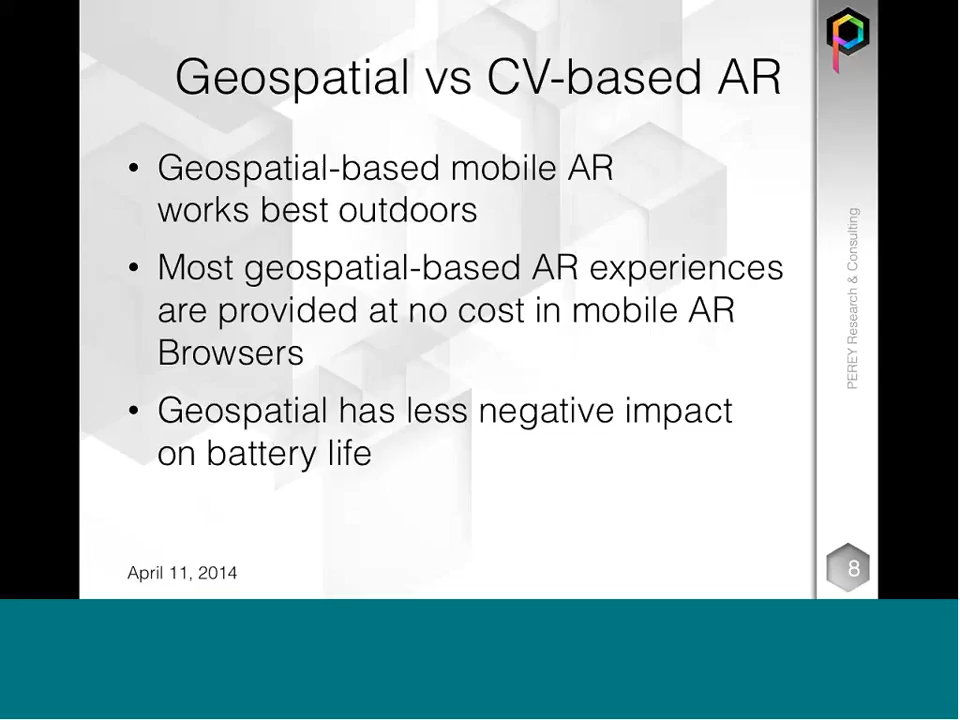 Geospatial vs CV-based AR
• Geospatial-based mobile AR
works best outdoors
• Most geospatial-based AR experiences
are provided at no cost in mobile AR
Browsers
• Geospatial has less negative impact
on battery life
April 11, 2014
PEREY Research & Consulting
8